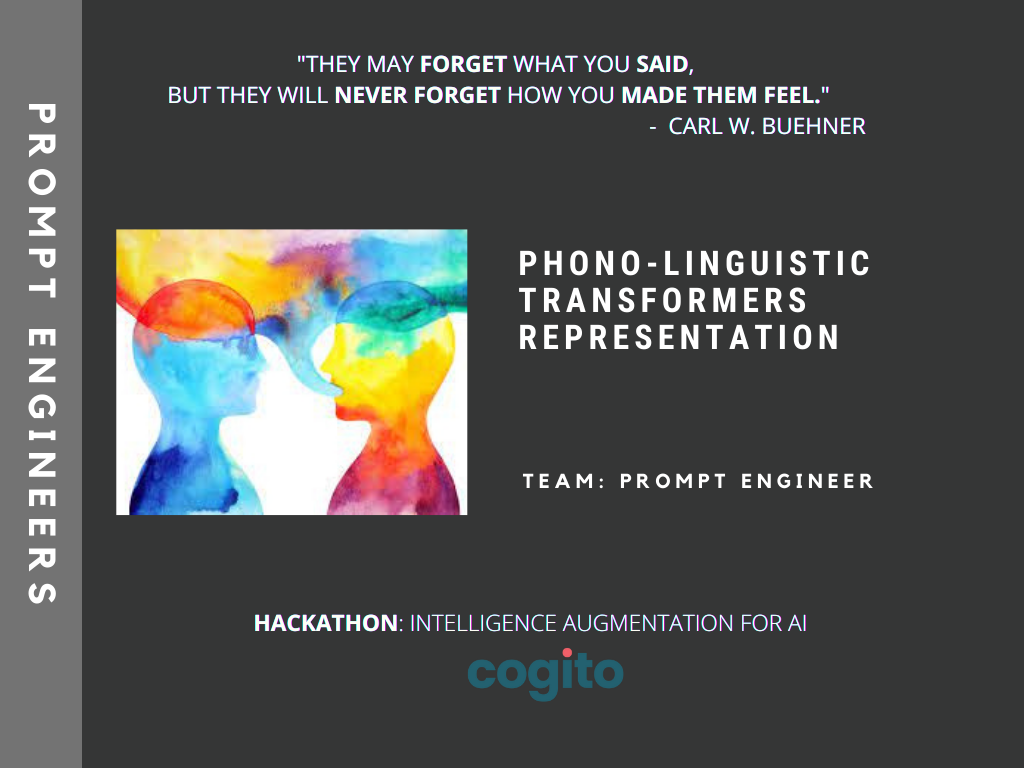 PROMPT ENGINEERS
"THEY MAY FORGET WHAT YOU SAID,
BUT THEY WILL NEVER FORGET HOW YOU MADE THEM FEEL."
- CARL W. BUEHNER
PHONO-LINGUISTIC
TRANSFORMERS
REPRESENTATION
TEAM: PROMPT ENGINEER
HACKATHON: INTELLIGENCE AUGMENTATION FOR AI
cogito